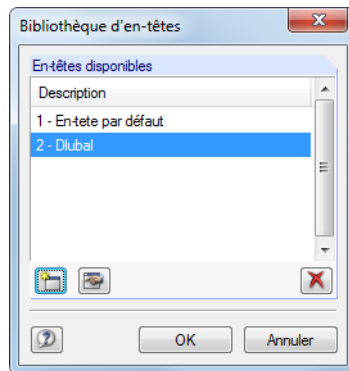 Bibliothèque d'en-têtes
En-têtes disponibles
Description
1 - En-tete par défaut
2 - Dlubal
OK
Annuler